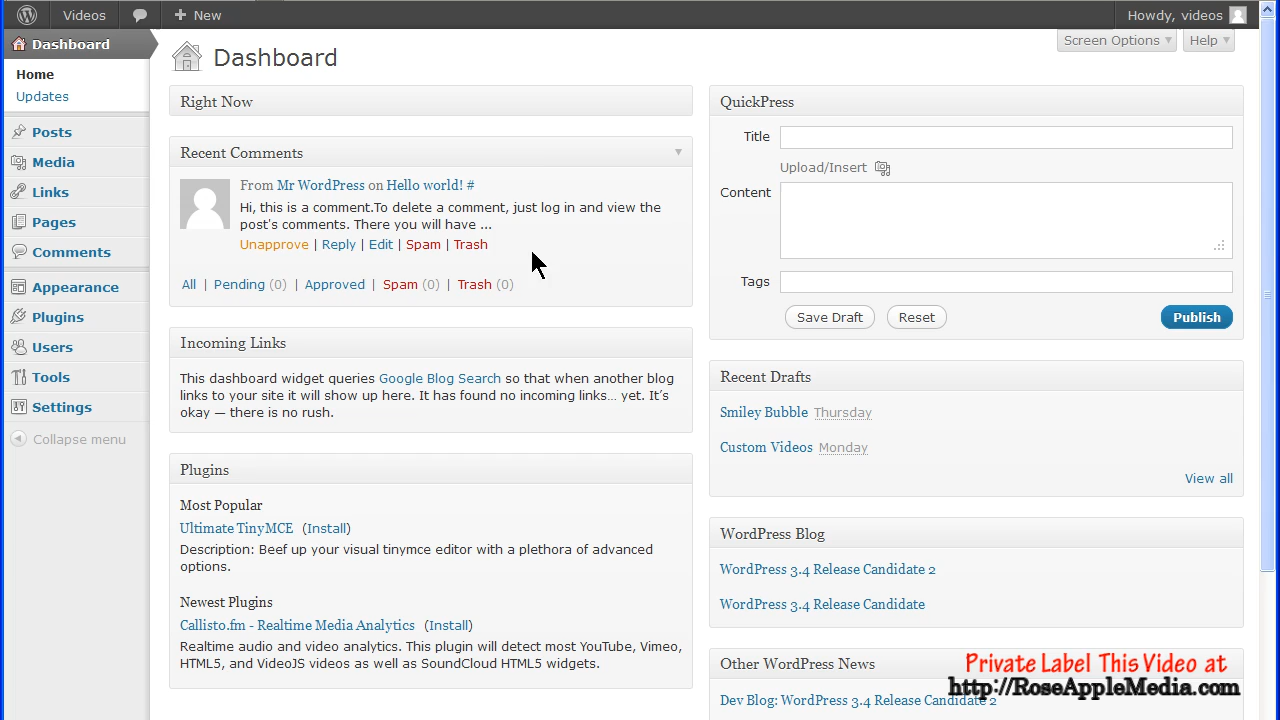 Videos
New
Howdy, videos
Dashboard
Home
Updates
Posts
Media
Links
Pages
Comments
Appearance
Plugins
Users
Tools
Settings
Collapse menu
Dashboard
Screen Options
Help
Right Now
Recent Comments
From Mr WordPress on Hello world! #
Hi, this is a comment.To delete a comment, just log in and view the
post's comments. There you will have ...
Unapprove | Reply | Edit | Spam | Trash
All | Pending (0) | Approved | Spam (0) | Trash (0)
Incoming Links
This dashboard widget queries Google Blog Search so that when another blog
links to your site it will show up here. It has found no incoming links… yet. It's
okay — there is no rush.
Plugins
Most Popular
Ultimate TinyMCE (Install)
Description: Beef up your visual tinymce editor with a plethora of advanced
options.
Newest Plugins
Callisto.fm - Realtime Media Analytics (Install)
Realtime audio and video analytics. This plugin will detect most YouTube, Vimeo,
HTML5, and VideoJS videos as well as SoundCloud HTML5 widgets.
QuickPress
Title
Upload/Insert
Content
Tags
Save Draft
Reset
Publish
Recent Drafts
Smiley Bubble Thursday
Custom Videos Monday
View all
WordPress Blog
WordPress 3.4 Release Candidate 2
WordPress 3.4 Release Candidate
Other WordPress News
Dev Blog: WordPress 3.4 Release Candidate 2
Private Label This Video at
http://RoseAppleMedia.com